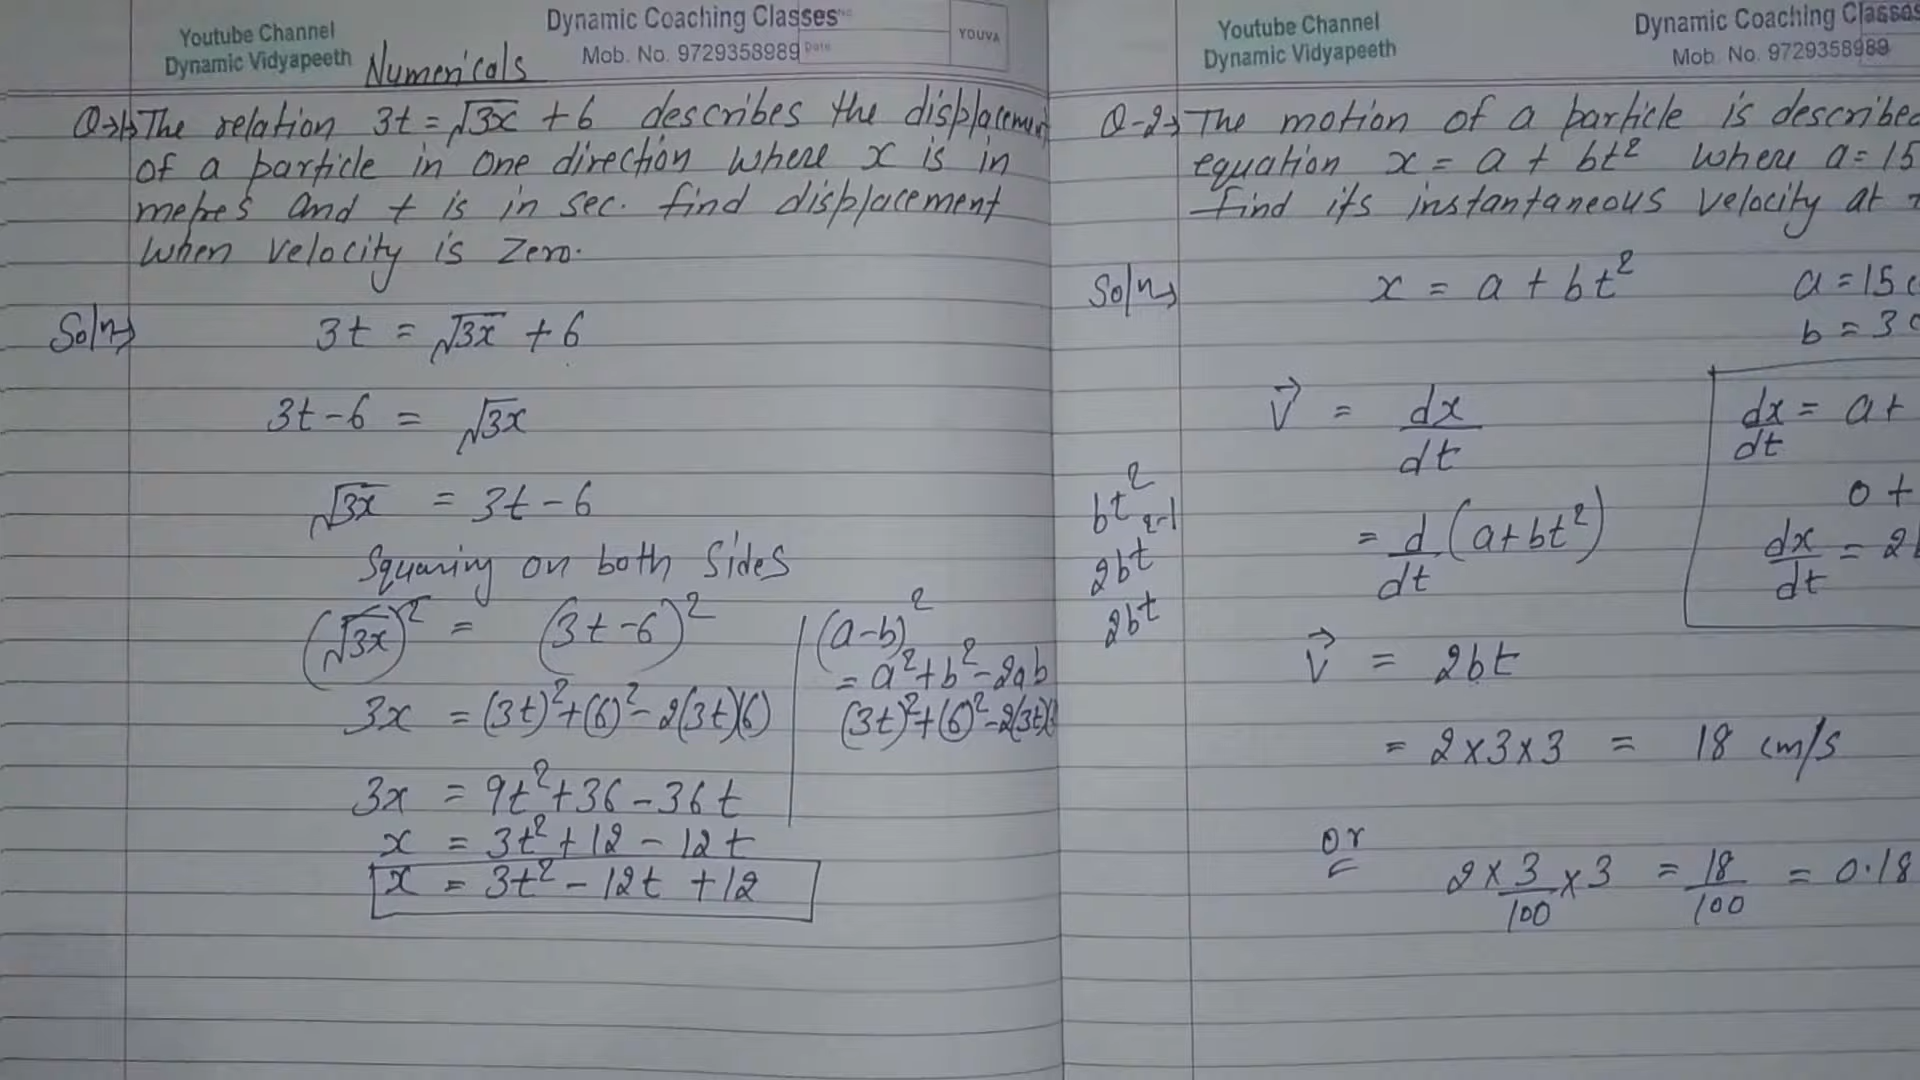 Youtube Channel
Dynamic Vidyapeeth
Dynamic Coaching Classes
Mob. No. 9729358989
Date
YOUVA
Numericals
Q→1→ The relation 3t = √3x + 6 describes the displacement
of a particle in one direction where x is in
metres and t is in sec. find displacement
when velocity is zero.
Soln→
3t = √3x + 6
3t - 6 = √3x
√3x = 3t - 6
Squaring on both sides
(√3x)² = (3t-6)²
(a-b)²
= a²+b²-2ab
3x = (3t)²+(6)²-2(3t)(6)
(3t)²+(6)²-2(3t)(
3x = 9t²+36-36t
x = 3t²+12-12t
x = 3t²-12t+12
Youtube Channel
Dynamic Vidyapeeth
Dynamic Coaching Classes
Mob. No. 9729358989
Q-2→ The motion of a particle is described
equation x = a + bt² where a = 15
find its instantaneous velocity at
Soln→
x = a + bt²
a = 15 c
b = 3 c
V⃗ = dx/dt
dx/dt = a+
0 +
dx/dt = 2b
bt²
2-1
2bt
2bt
= d/dt (a+bt²)
V⃗ = 2bt
= 2×3×3 = 18 cm/s
or
2 × 3/100 × 3 = 18/100 = 0.18